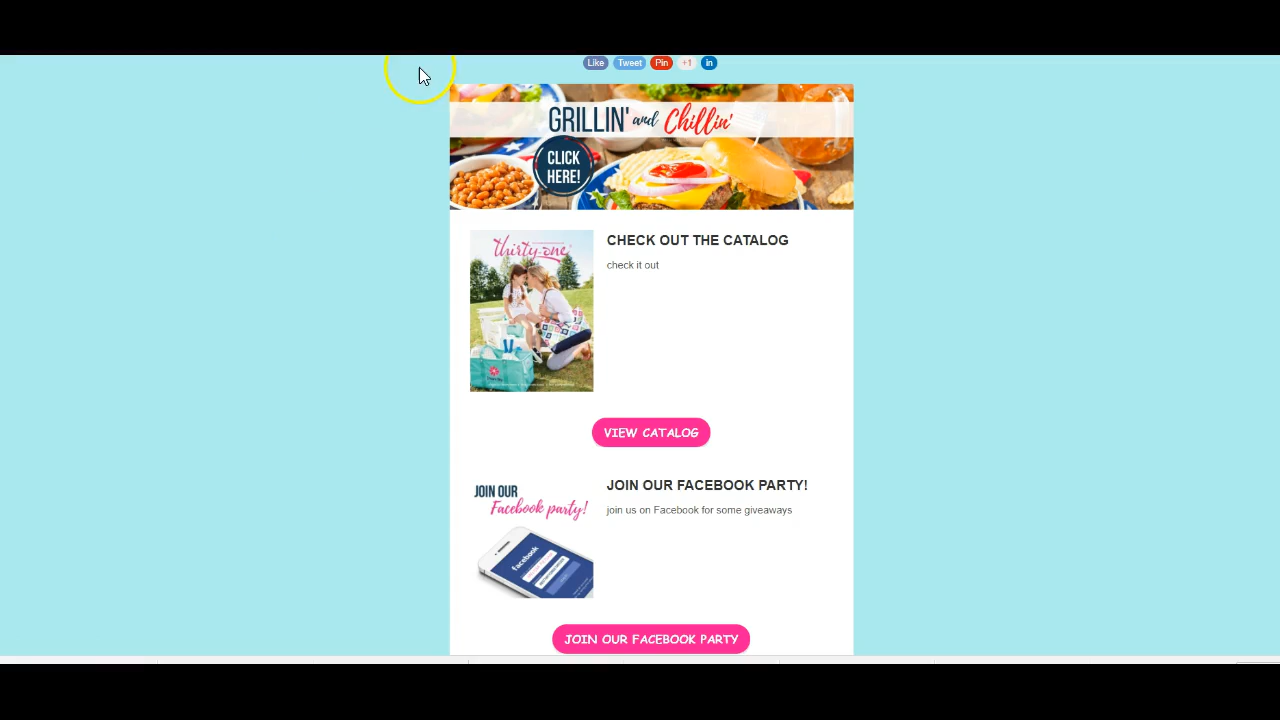 Like Tweet Pin +1 in
GRILLIN' and Chillin'
CLICK
HERE!
thirty-one
CHECK OUT THE CATALOG
check it out
VIEW CATALOG
JOIN OUR
Facebook party!
facebook
JOIN OUR FACEBOOK PARTY!
join us on Facebook for some giveaways
JOIN OUR FACEBOOK PARTY